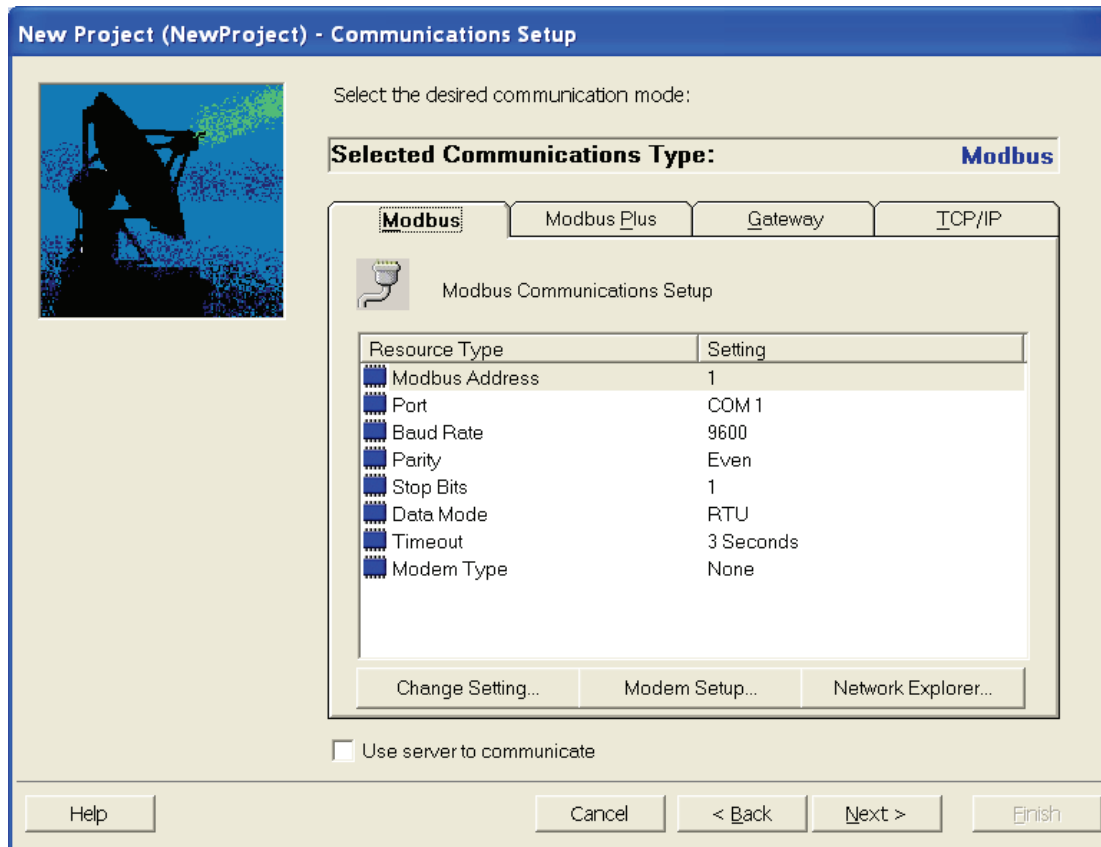 New Project (NewProject) - Communications Setup
Select the desired communication mode:
Selected Communications Type: Modbus
Modbus Modbus Plus Gateway TCP/IP
Modbus Communications Setup
Resource Type Setting
Modbus Address 1
Port COM 1
Baud Rate 9600
Parity Even
Stop Bits 1
Data Mode RTU
Timeout 3 Seconds
Modem Type None
Change Setting... Modem Setup... Network Explorer...
Use server to communicate
Help Cancel < Back Next > Finish